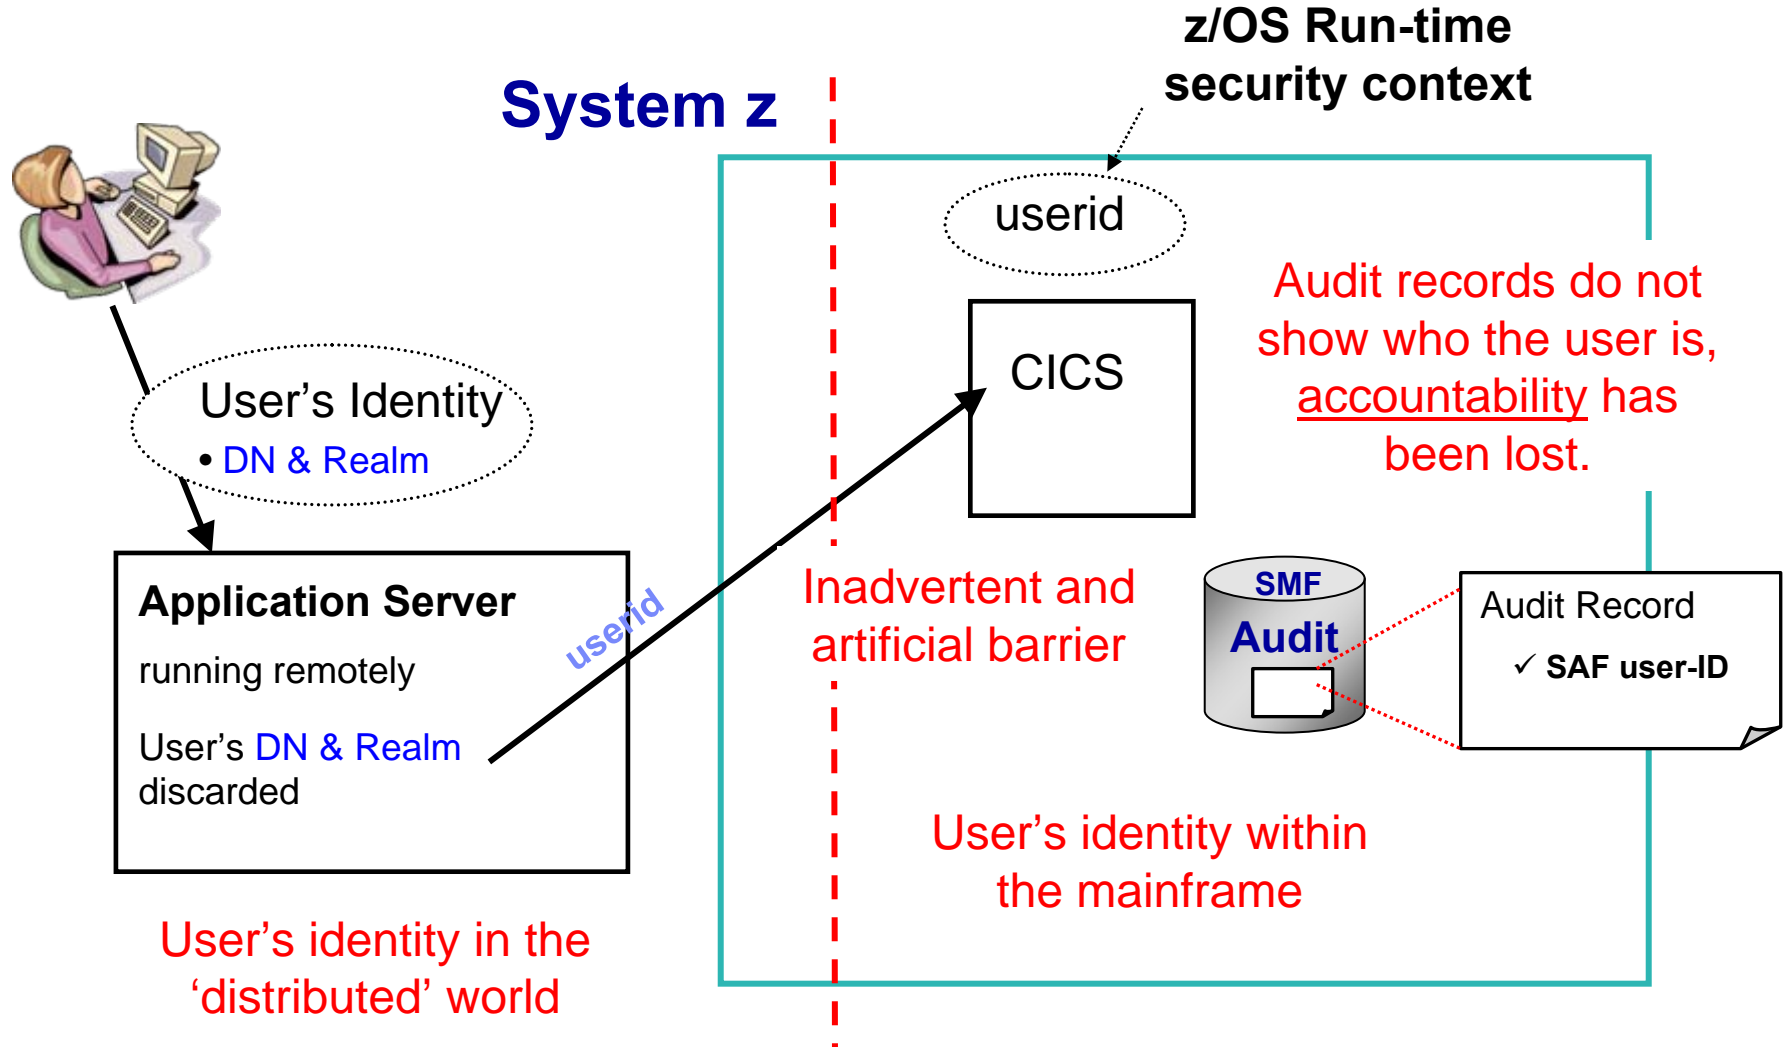 z/OS Run-time
security context
System z
userid
User’s Identity
• DN & Realm
CICS
Audit records do not
show who the user is,
accountability has
been lost.
Application Server
running remotely
User’s DN & Realm
discarded
userid
Inadvertent and
artificial barrier
SMF
Audit
Audit Record
✓ SAF user-ID
User’s identity within
the mainframe
User’s identity in the
‘distributed’ world